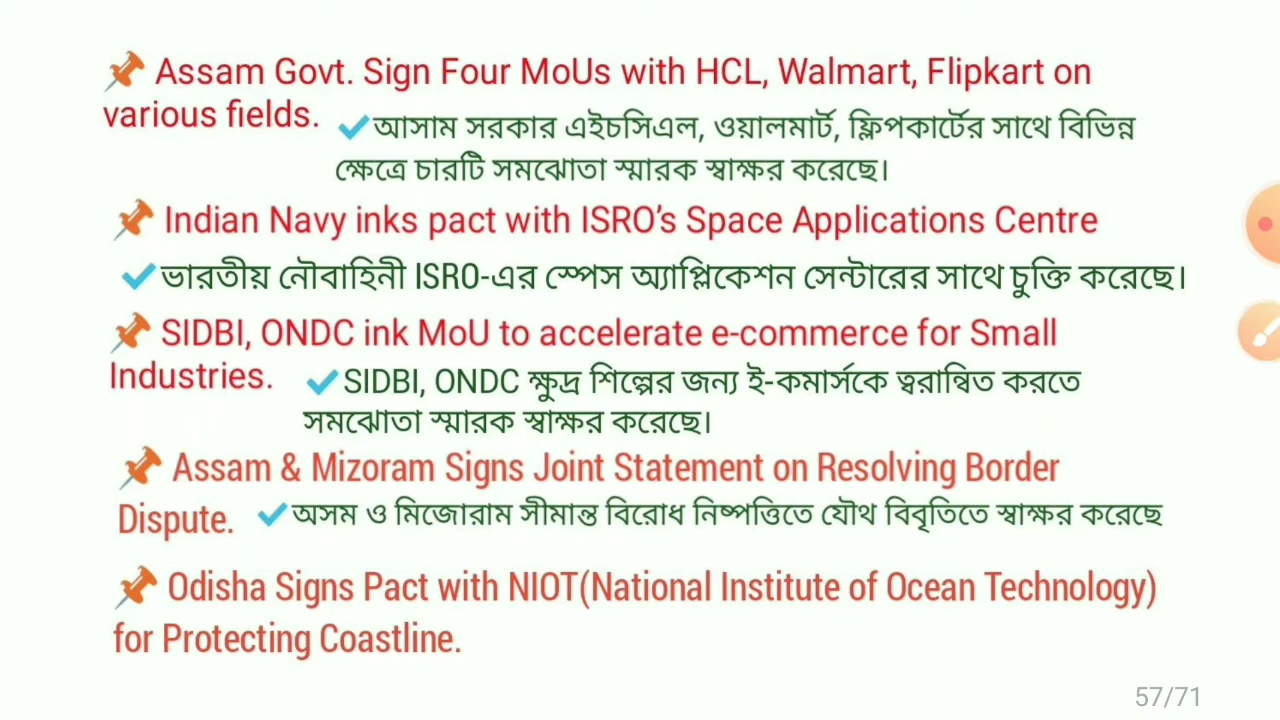 Assam Govt. Sign Four MoUs with HCL, Walmart, Flipkart on
various fields.
আসাম সরকার এইচসিএল, ওয়ালমার্ট, ফ্লিপকার্টের সাথে বিভিন্ন
ক্ষেত্রে চারটি সমঝোতা স্মারক স্বাক্ষর করেছে।
Indian Navy inks pact with ISRO’s Space Applications Centre
ভারতীয় নৌবাহিনী ISRO-এর স্পেস অ্যাপ্লিকেশন সেন্টারের সাথে চুক্তি করেছে।
SIDBI, ONDC ink MoU to accelerate e-commerce for Small
Industries.
SIDBI, ONDC ক্ষুদ্র শিল্পের জন্য ই-কমার্সকে ত্বরান্বিত করতে
সমঝোতা স্মারক স্বাক্ষর করেছে।
Assam & Mizoram Signs Joint Statement on Resolving Border
Dispute.
অসম ও মিজোরাম সীমান্ত বিরোধ নিষ্পত্তিতে যৌথ বিবৃতিতে স্বাক্ষর করেছে
Odisha Signs Pact with NIOT(National Institute of Ocean Technology)
for Protecting Coastline.
57/71